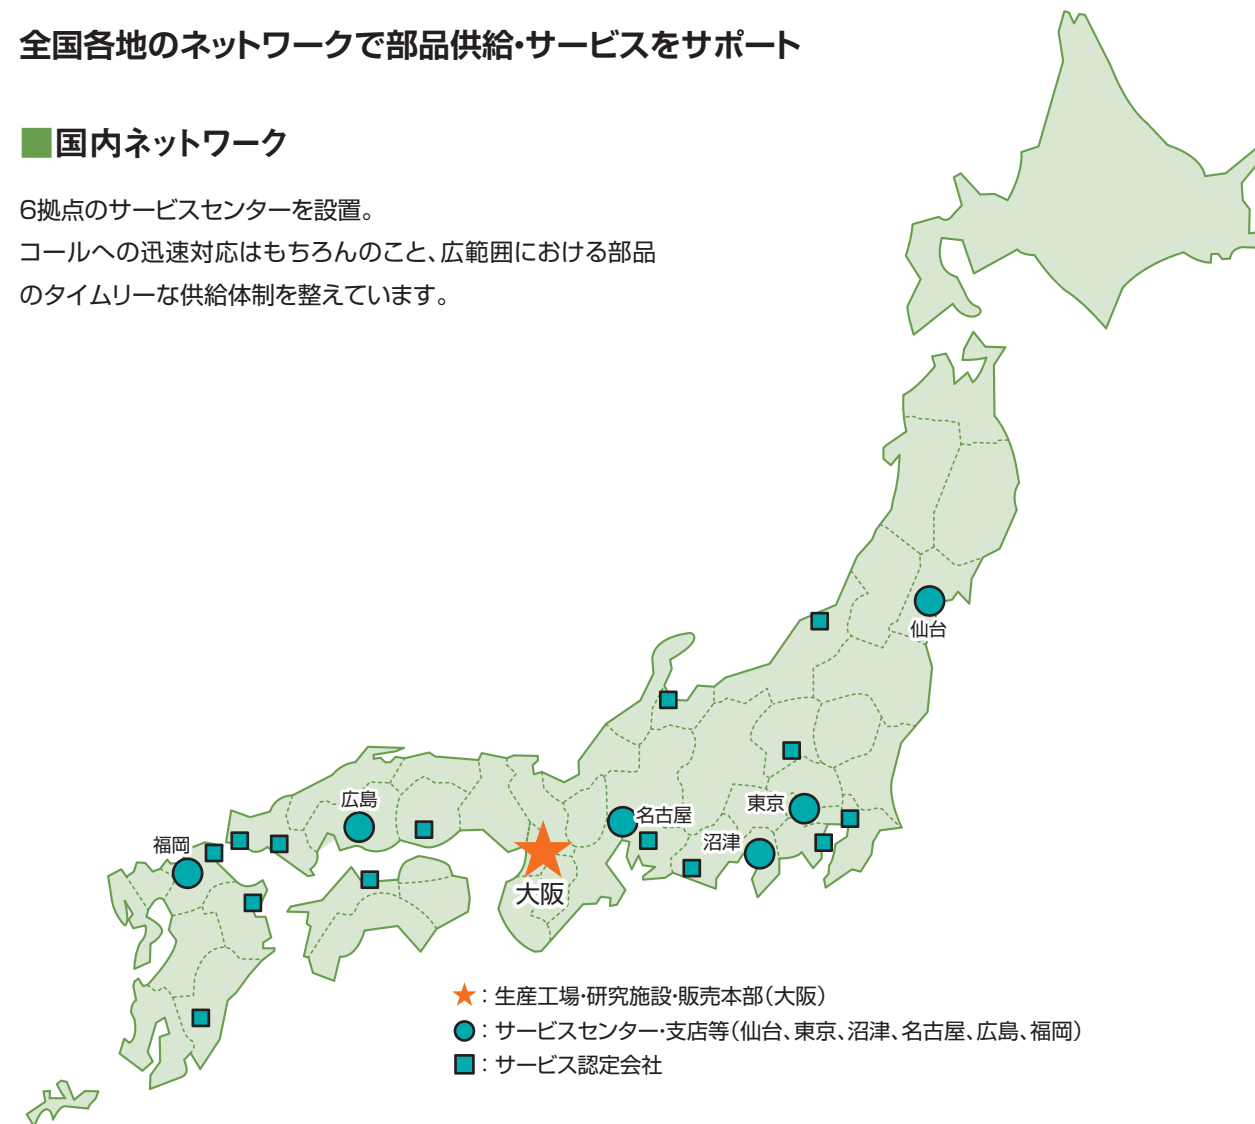 全国各地のネットワークで部品供給・サービスをサポート
■国内ネットワーク
6拠点のサービスセンターを設置。
コールへの迅速対応はもちろんのこと、広範囲における部品
のタイムリーな供給体制を整えています。
仙台
広島
東京
名古屋
福岡
沼津
大阪
★：生産工場・研究施設・販売本部（大阪）
●：サービスセンター・支店等（仙台、東京、沼津、名古屋、広島、福岡）
■：サービス認定会社